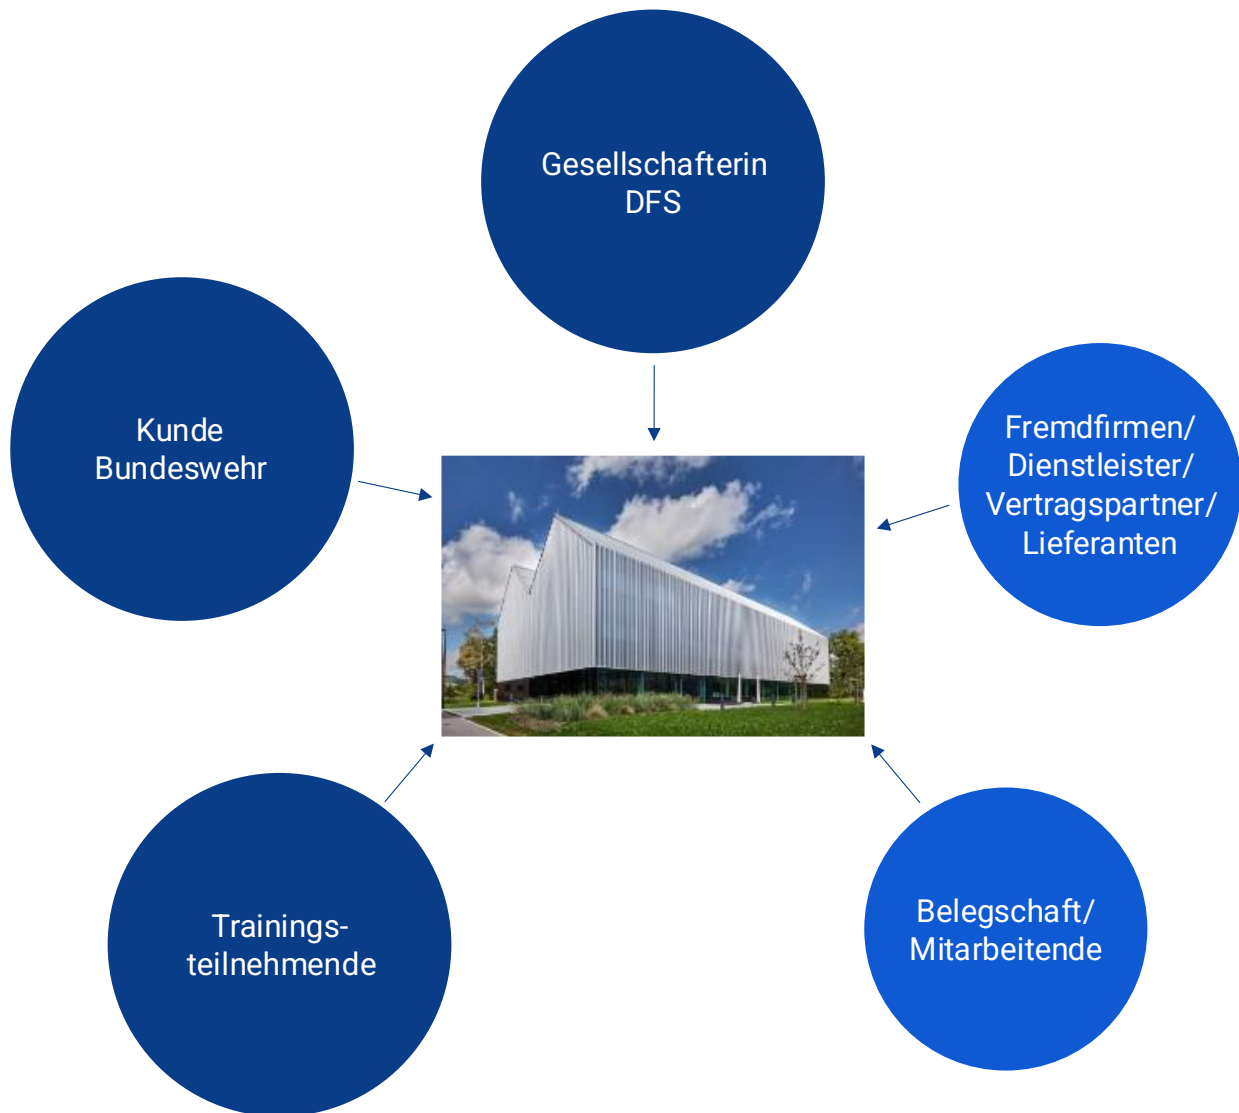 Gesellschafterin
DFS
Kunde
Bundeswehr
Fremdfirmen/
Dienstleister/
Vertragspartner/
Lieferanten
Trainings-
teilnehmende
Belegschaft/
Mitarbeitende